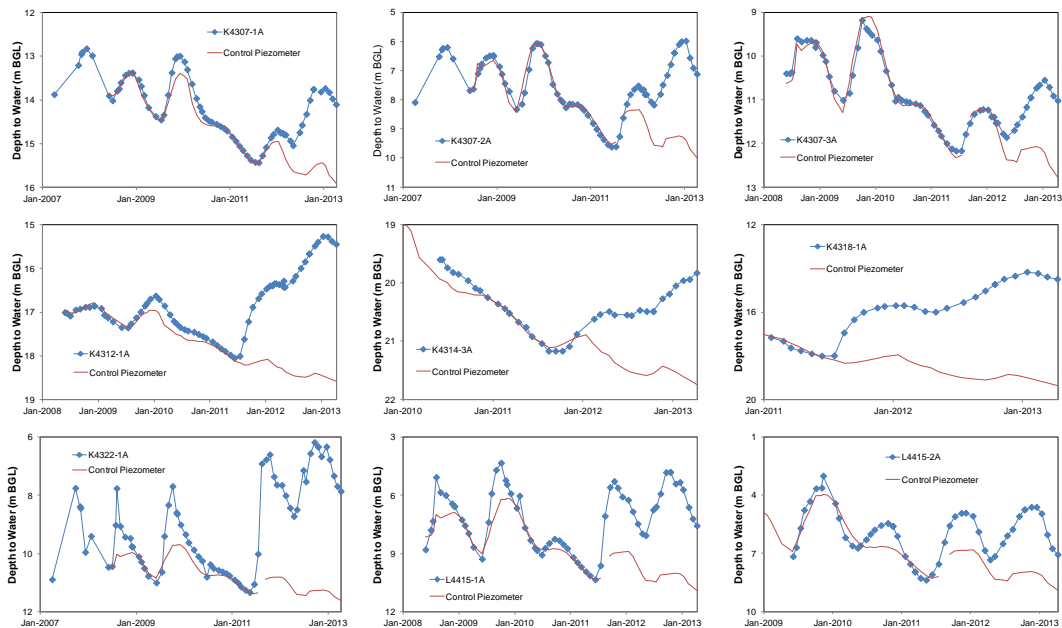 Depth to Water (m BGL)
12
13
14
15
16
K4307-1A
Control Piezometer
Jan-2007
Jan-2009
Jan-2011
Jan-2013
Depth to Water (m BGL)
5
6
7
8
9
10
11
K4307-2A
Control Piezometer
Jan-2007
Jan-2009
Jan-2011
Jan-2013
Depth to Water (m BGL)
9
10
11
12
13
K4307-3A
Control Piezometer
Jan-2008
Jan-2009
Jan-2010
Jan-2011
Jan-2012
Jan-2013
Depth to Water (m BGL)
15
16
17
18
19
K4312-1A
Control Piezometer
Jan-2008
Jan-2009
Jan-2010
Jan-2011
Jan-2012
Jan-2013
Depth to Water (m BGL)
19
20
21
22
K4314-3A
Control Piezometer
Jan-2010
Jan-2011
Jan-2012
Jan-2013
Depth to Water (m BGL)
12
16
20
K4318-1A
Control Piezometer
Jan-2011
Jan-2012
Jan-2013
Depth to Water (m BGL)
6
8
10
12
K4322-1A
Control Piezometer
Jan-2007
Jan-2009
Jan-2011
Jan-2013
Depth to Water (m BGL)
3
6
9
12
L4415-1A
Control Piezometer
Jan-2008
Jan-2009
Jan-2010
Jan-2011
Jan-2012
Jan-2013
Depth to Water (m BGL)
1
4
7
10
L4415-2A
Control Piezometer
Jan-2009
Jan-2010
Jan-2011
Jan-2012
Jan-2013